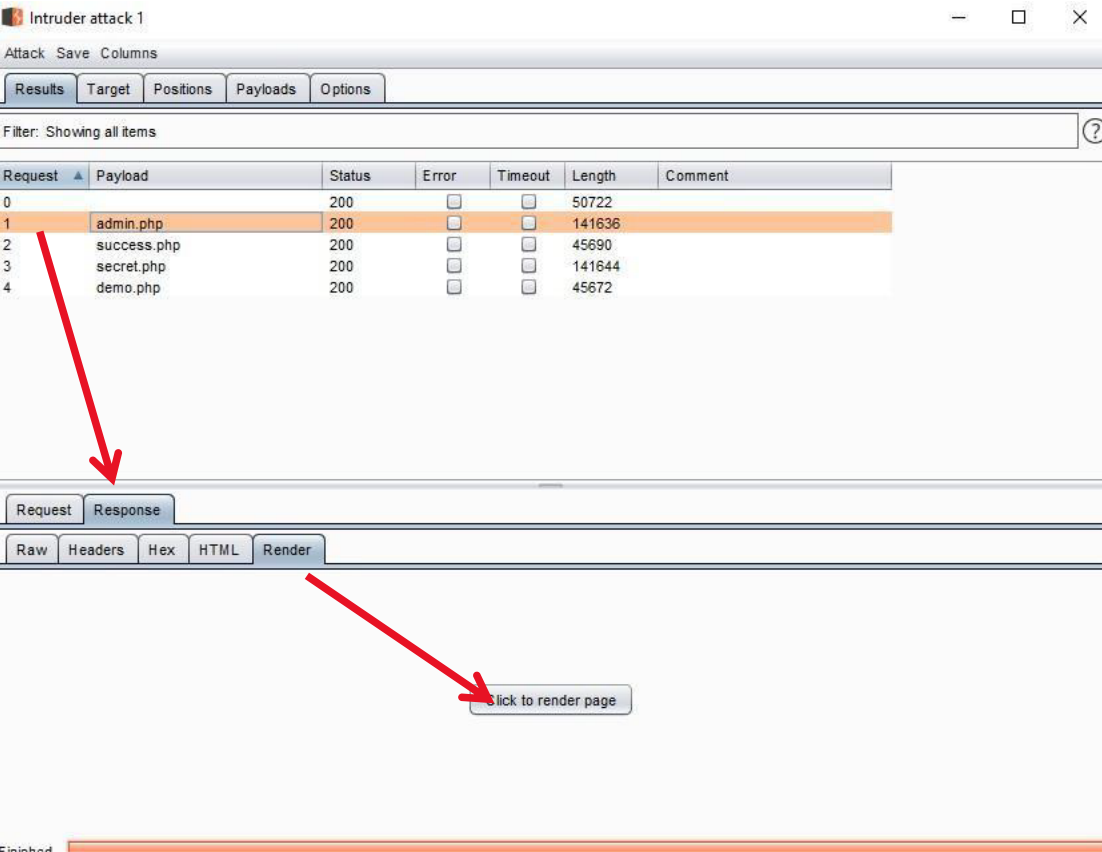 Intruder attack 1
Attack Save Columns
Results Target Positions Payloads Options
Filter: Showing all items
?
Request Payload Status Error Timeout Length Comment
0 200 50722
1 admin.php 200 141636
2 success.php 200 45690
3 secret.php 200 141644
4 demo.php 200 45672
Request Response
Raw Headers Hex HTML Render
Click to render page
Finished